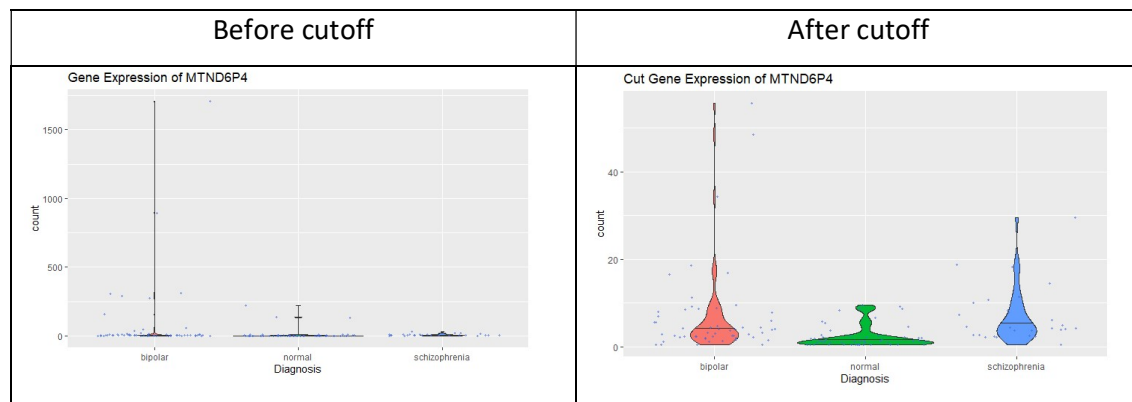 Before cutoff
After cutoff
Gene Expression of MTND6P4
1500
1000
500
0
count
bipolar
normal
schizophrenia
Diagnosis
Cut Gene Expression of MTND6P4
40
20
0
count
bipolar
normal
schizophrenia
Diagnosis